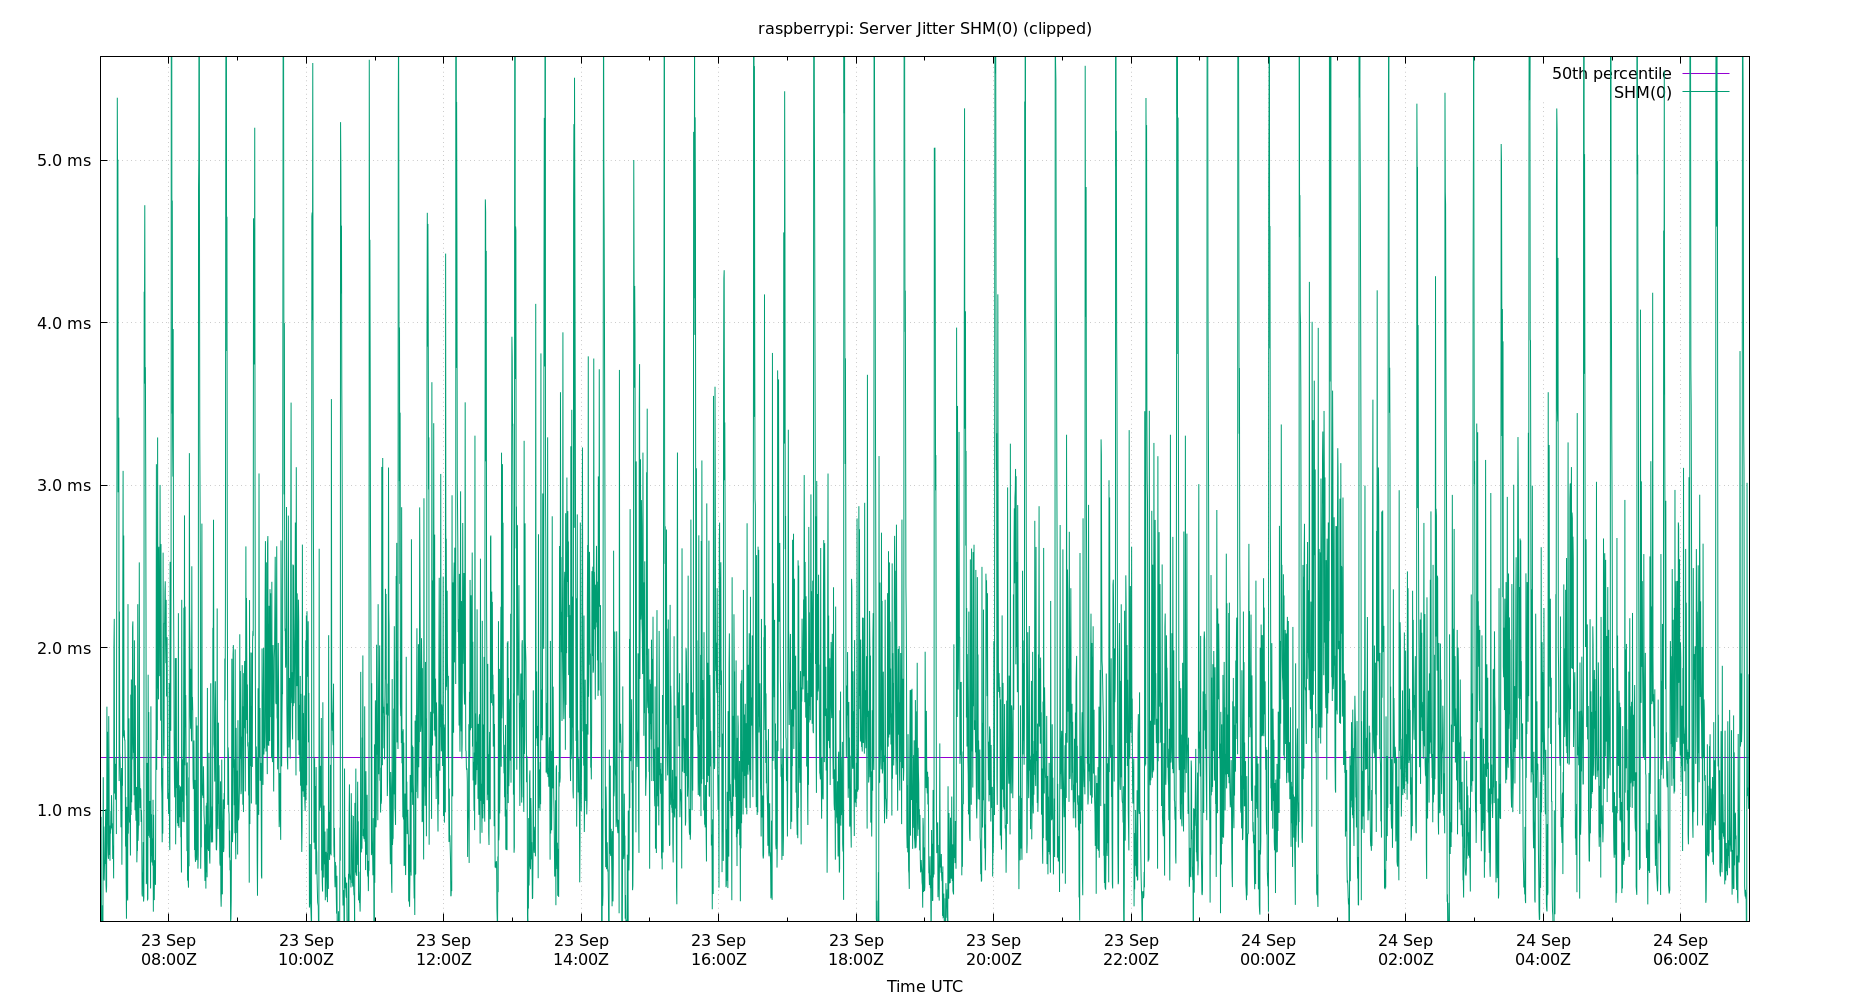 raspberrypi: Server Jitter SHM(0) (clipped)
50th percentile
SHM(0)
5.0 ms
4.0 ms
3.0 ms
2.0 ms
1.0 ms
23 Sep 23 Sep 23 Sep 23 Sep 23 Sep 23 Sep 23 Sep 23 Sep 24 Sep 24 Sep 24 Sep 24 Sep
08:00Z 10:00Z 12:00Z 14:00Z 16:00Z 18:00Z 20:00Z 22:00Z 00:00Z 02:00Z 04:00Z 06:00Z
Time UTC